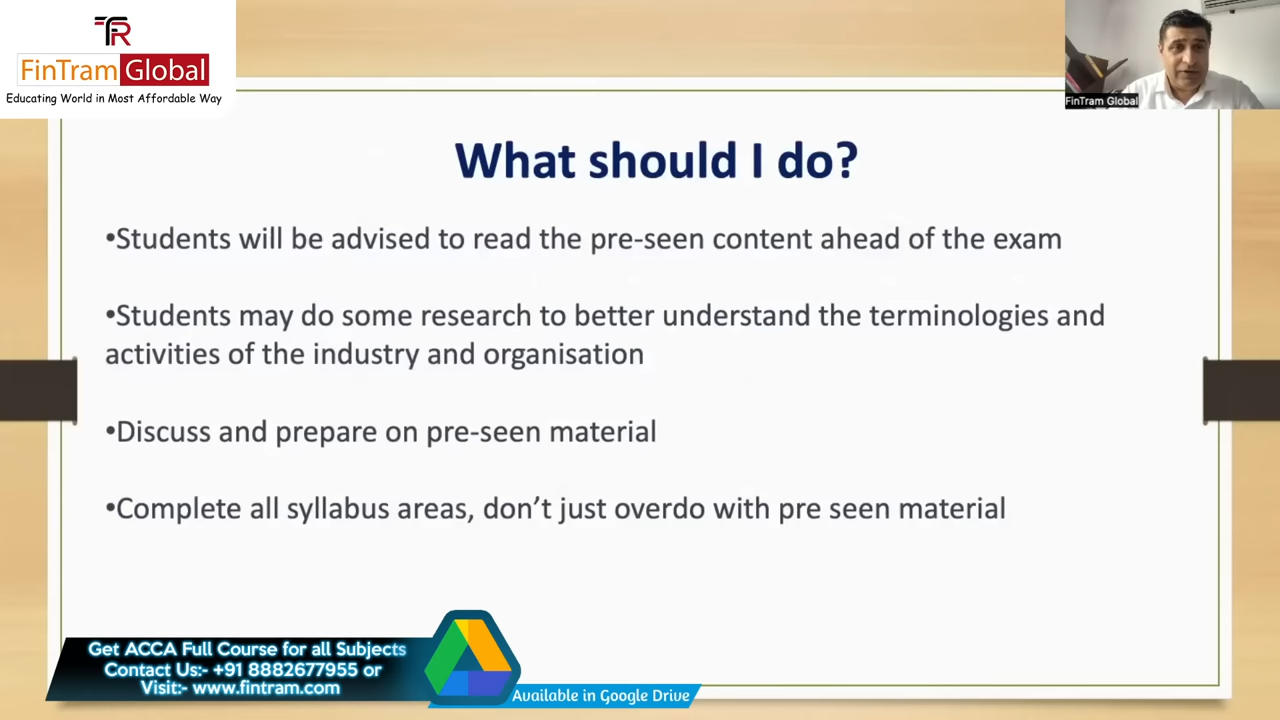 TR
FinTram Global
Educating World in Most Affordable Way
FinTram Global
What should I do?
•Students will be advised to read the pre-seen content ahead of the exam
•Students may do some research to better understand the terminologies and
activities of the industry and organisation
•Discuss and prepare on pre-seen material
•Complete all syllabus areas, don’t just overdo with pre seen material
Get ACCA Full Course for all Subjects
Contact Us:- +91 8882677955 or
Visit:- www.fintram.com
Available in Google Drive